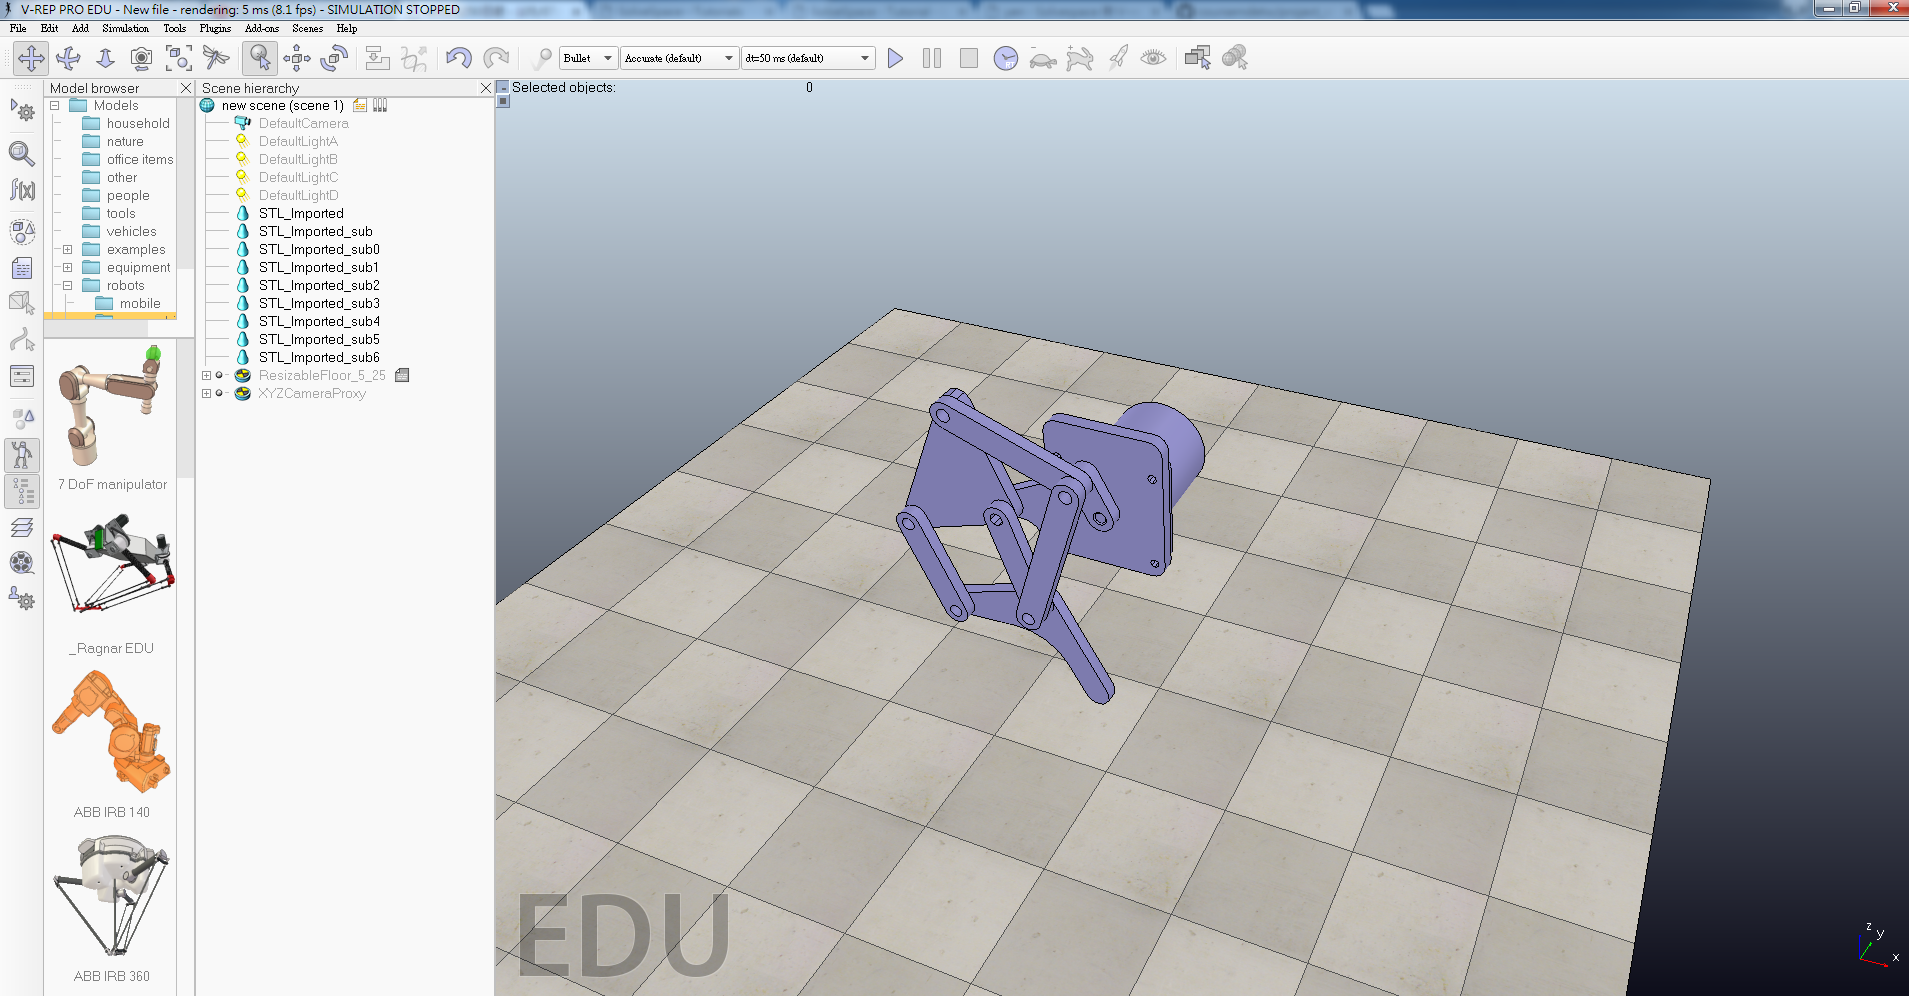 V-REP PRO EDU - New file - rendering: 5 ms (8.1 fps) - SIMULATION STOPPED
File Edit Add Simulation Tools Plugins Add-ons Scenes Help
Bullet Accurate (default) dt=50 ms (default)
Model browser
Models
household
nature
office items
other
people
tools
vehicles
examples
equipment
robots
mobile
7 DoF manipulator
_Ragnar EDU
ABB IRB 140
ABB IRB 360
Scene hierarchy
new scene (scene 1)
DefaultCamera
DefaultLightA
DefaultLightB
DefaultLightC
DefaultLightD
STL_Imported
STL_Imported_sub
STL_Imported_sub0
STL_Imported_sub1
STL_Imported_sub2
STL_Imported_sub3
STL_Imported_sub4
STL_Imported_sub5
STL_Imported_sub6
ResizableFloor_5_25
XYZCameraProxy
Selected objects: 0
EDU
z
y
x